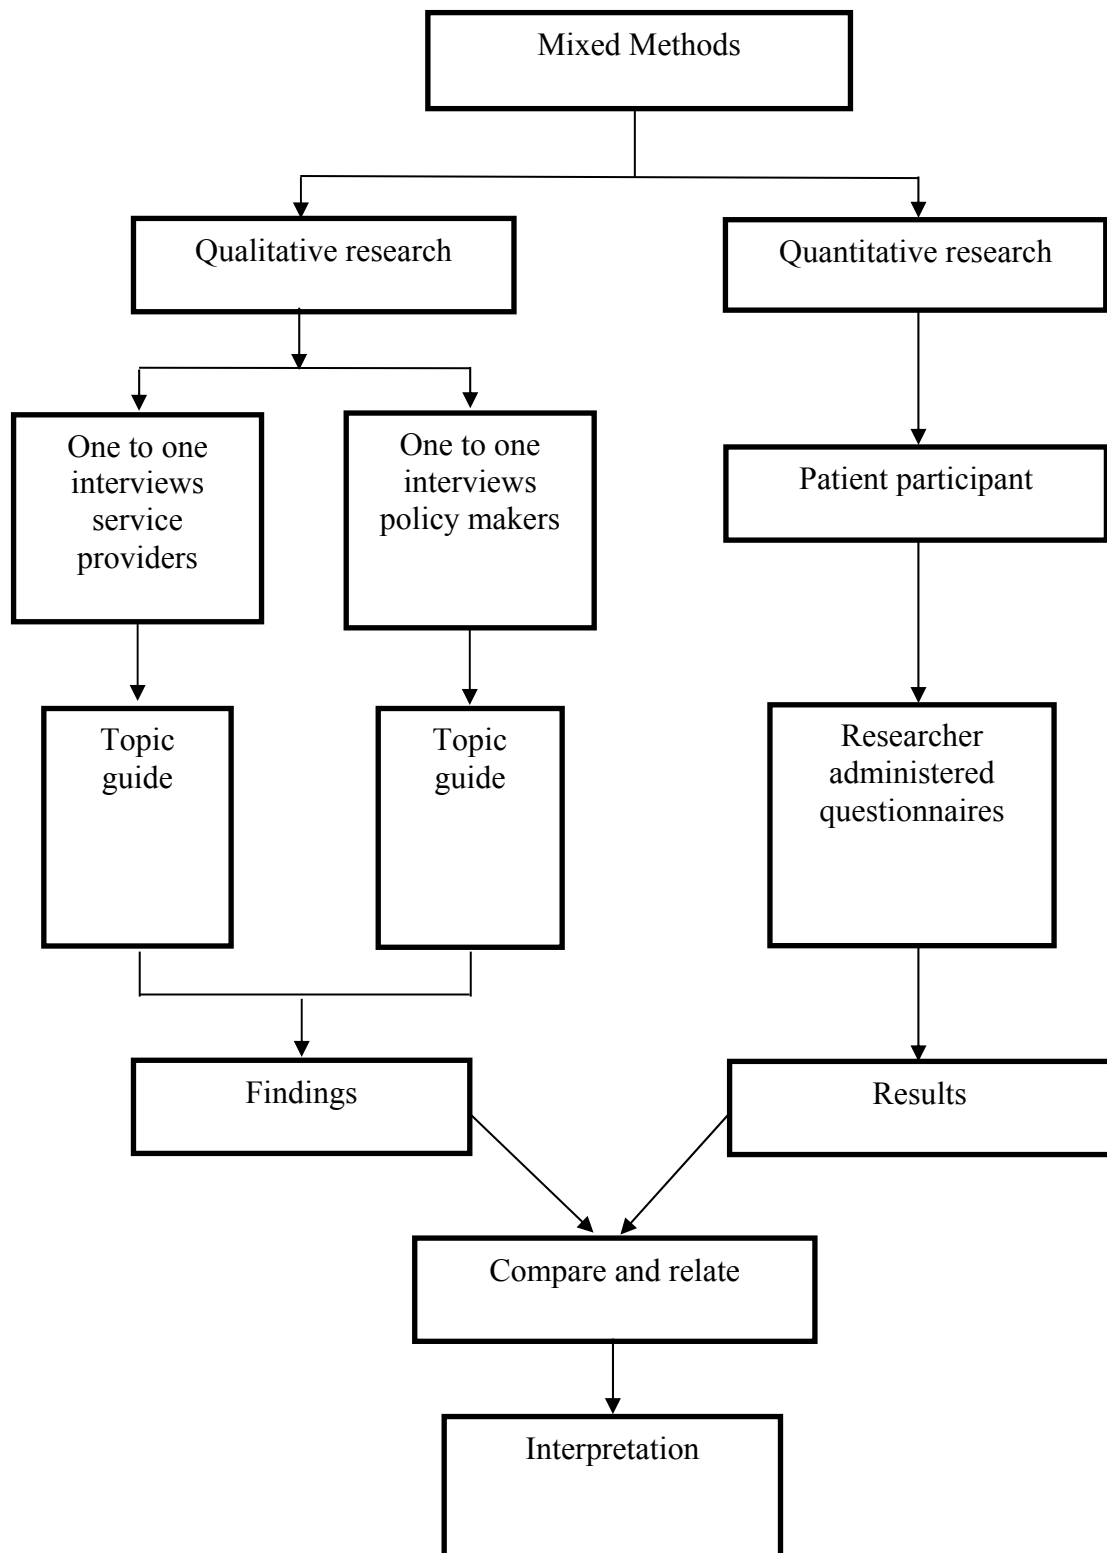 Mixed Methods
Qualitative research
Quantitative research
One to one
interviews
service
providers
One to one
interviews
policy makers
Patient participant
Topic
guide
Topic
guide
Researcher
administered
questionnaires
Findings
Results
Compare and relate
Interpretation